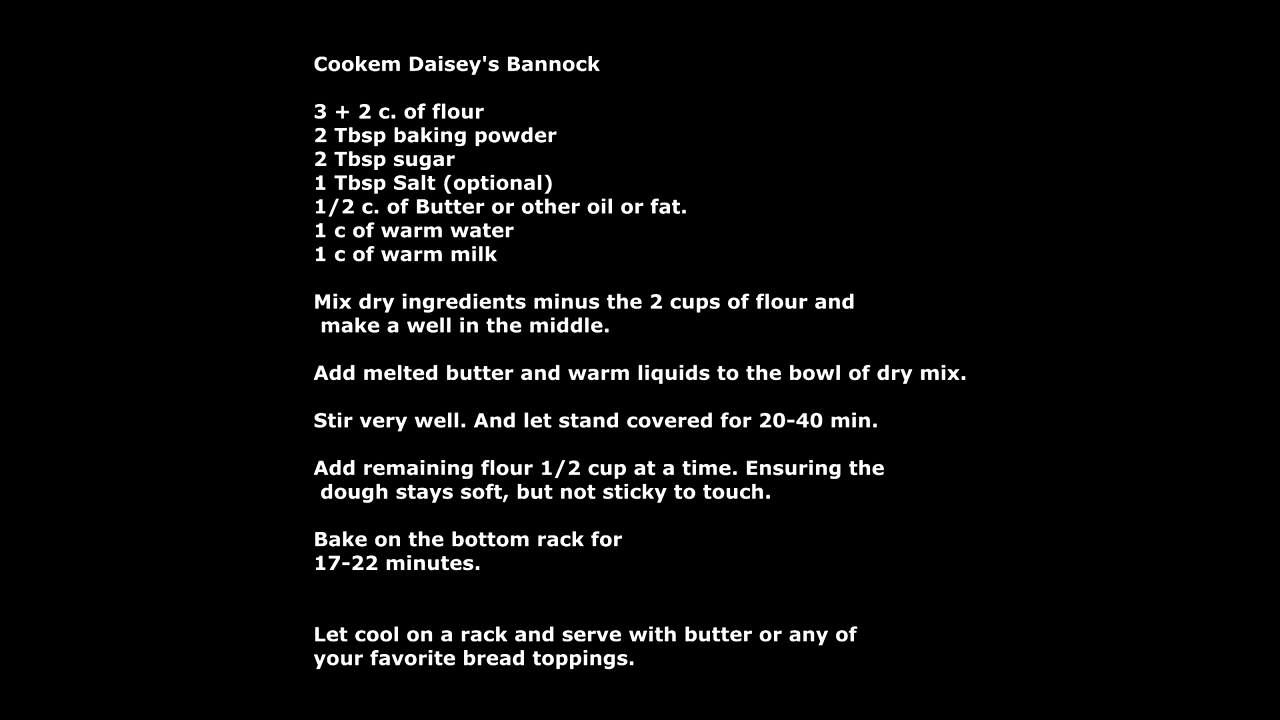 Cookem Daisey's Bannock
3 + 2 c. of flour
2 Tbsp baking powder
2 Tbsp sugar
1 Tbsp Salt (optional)
1/2 c. of Butter or other oil or fat.
1 c of warm water
1 c of warm milk
Mix dry ingredients minus the 2 cups of flour and
make a well in the middle.
Add melted butter and warm liquids to the bowl of dry mix.
Stir very well. And let stand covered for 20-40 min.
Add remaining flour 1/2 cup at a time. Ensuring the
dough stays soft, but not sticky to touch.
Bake on the bottom rack for
17-22 minutes.
Let cool on a rack and serve with butter or any of
your favorite bread toppings.